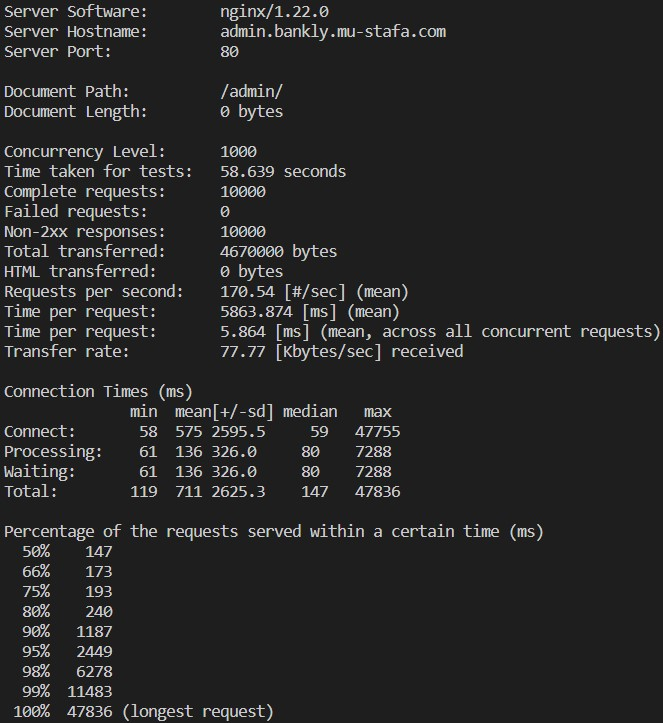 Server Software:        nginx/1.22.0
Server Hostname:        admin.bankly.mu-stafa.com
Server Port:            80

Document Path:          /admin/
Document Length:        0 bytes

Concurrency Level:      1000
Time taken for tests:   58.639 seconds
Complete requests:      10000
Failed requests:        0
Non-2xx responses:      10000
Total transferred:      4670000 bytes
HTML transferred:       0 bytes
Requests per second:    170.54 [#/sec] (mean)
Time per request:       5863.874 [ms] (mean)
Time per request:       5.864 [ms] (mean, across all concurrent requests)
Transfer rate:          77.77 [Kbytes/sec] received

Connection Times (ms)
              min  mean[+/-sd] median   max
Connect:       58  575 2595.5     59   47755
Processing:    61  136 326.0     80    7288
Waiting:       61  136 326.0     80    7288
Total:        119  711 2625.3    147   47836

Percentage of the requests served within a certain time (ms)
  50%    147
  66%    173
  75%    193
  80%    240
  90%   1187
  95%   2449
  98%   6278
  99%  11483
 100%  47836 (longest request)